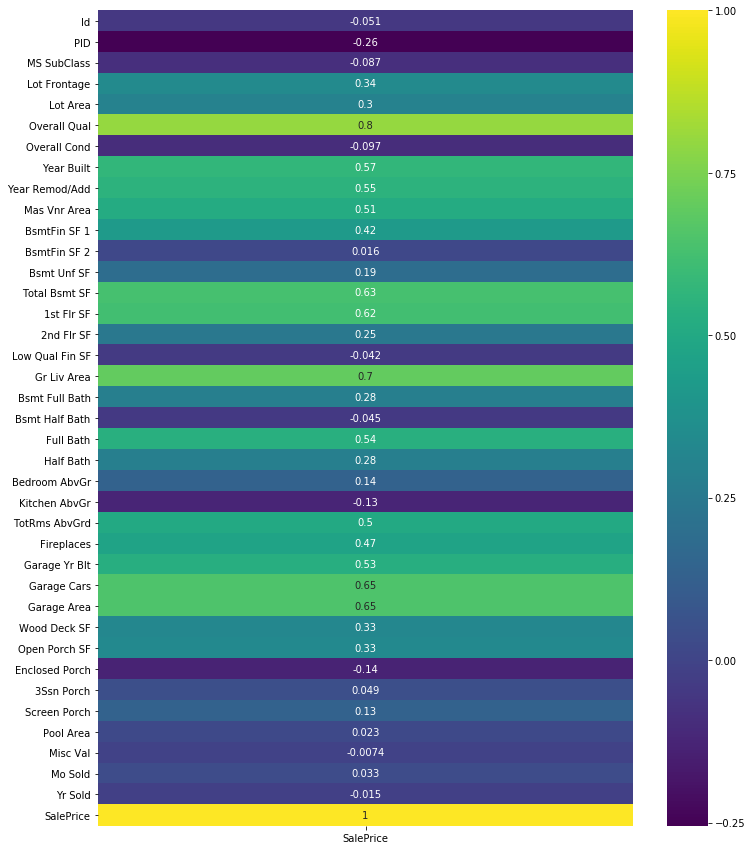 Id -0.051
PID -0.26
MS SubClass -0.087
Lot Frontage 0.34
Lot Area 0.3
Overall Qual 0.8
Overall Cond -0.097
Year Built 0.57
Year Remod/Add 0.55
Mas Vnr Area 0.51
BsmtFin SF 1 0.42
BsmtFin SF 2 0.016
Bsmt Unf SF 0.19
Total Bsmt SF 0.63
1st Flr SF 0.62
2nd Flr SF 0.25
Low Qual Fin SF -0.042
Gr Liv Area 0.7
Bsmt Full Bath 0.28
Bsmt Half Bath -0.045
Full Bath 0.54
Half Bath 0.28
Bedroom AbvGr 0.14
Kitchen AbvGr -0.13
TotRms AbvGrd 0.5
Fireplaces 0.47
Garage Yr Blt 0.53
Garage Cars 0.65
Garage Area 0.65
Wood Deck SF 0.33
Open Porch SF 0.33
Enclosed Porch -0.14
3Ssn Porch 0.049
Screen Porch 0.13
Pool Area 0.023
Misc Val -0.0074
Mo Sold 0.033
Yr Sold -0.015
SalePrice 1
SalePrice
1.00
0.75
0.50
0.25
0.00
−0.25